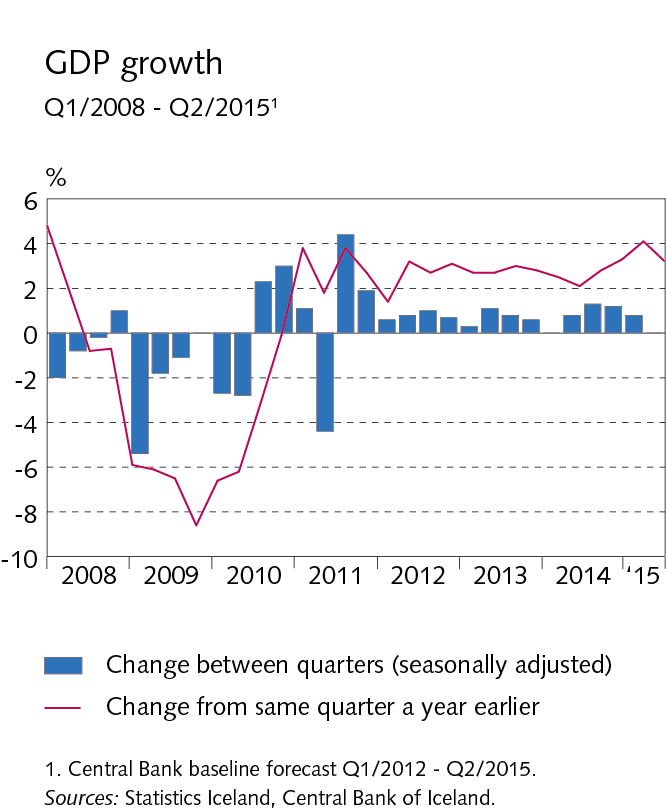 GDP growth
Q1/2008 - Q2/2015¹
%
6
4
2
0
-2
-4
-6
-8
-10
2008 2009 2010 2011 2012 2013 2014 '15
Change between quarters (seasonally adjusted)
Change from same quarter a year earlier
1. Central Bank baseline forecast Q1/2012 - Q2/2015.
Sources: Statistics Iceland, Central Bank of Iceland.